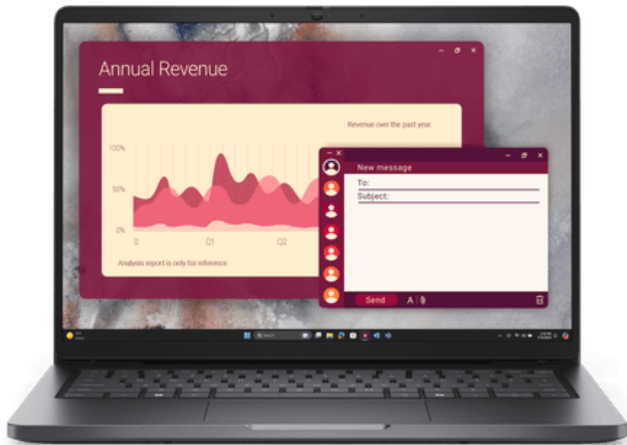 Annual Revenue
Revenue over the past year.
100%
50%
0%
0
Q1
Q2
Analysis report is only for reference.
New message
To:
Subject:
Send
A
Search